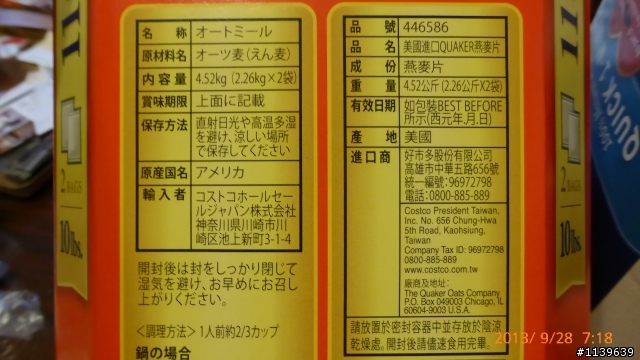 名称 オートミール
原材料名 オーツ麦(えん麦)
内容量 4.52kg (2.26kg×2袋)
賞味期限 上面に記載
保存方法 直射日光や高温多湿
を避け、涼しい場所
で保存してください
原産国名 アメリカ
輸入者 コストコホールセー
ルジャパン株式会社
神奈川県川崎市川
崎区池上新町3-1-4
開封後は封をしっかり閉じて
湿気を避け、お早めにお召し
上がりください。
<調理方法> 1人前約2/3カップ
鍋の場合
品號 446586
品名 美國進口QUAKER燕麥片
成份 燕麥片
重量 4.52公斤 (2.26公斤X2袋)
有效日期 如包裝BEST BEFORE
所示(西元年.月.日)
產地 美國
進口商 好市多股份有限公司
高雄市中華五路656號
統一編號:96972798
電話:0800-885-889
Costco President Taiwan,
Inc. No. 656 Chung-Hwa
5th Road, Kaohsiung,
Taiwan
Company Tax ID: 96972798
0800-885-889
www.costco.com.tw
廠商及地址:
The Quaker Oats Company
P.O. Box 049003 Chicago, IL
60604-9003 U.S.A.
請放置於密封容器中並存放於陰涼
乾燥處。開封後請儘速食用完畢。
2 BAGS
10 lbs.
2
10 lbs.
QUICK 1
2013/ 9/28 7:18
#1139639